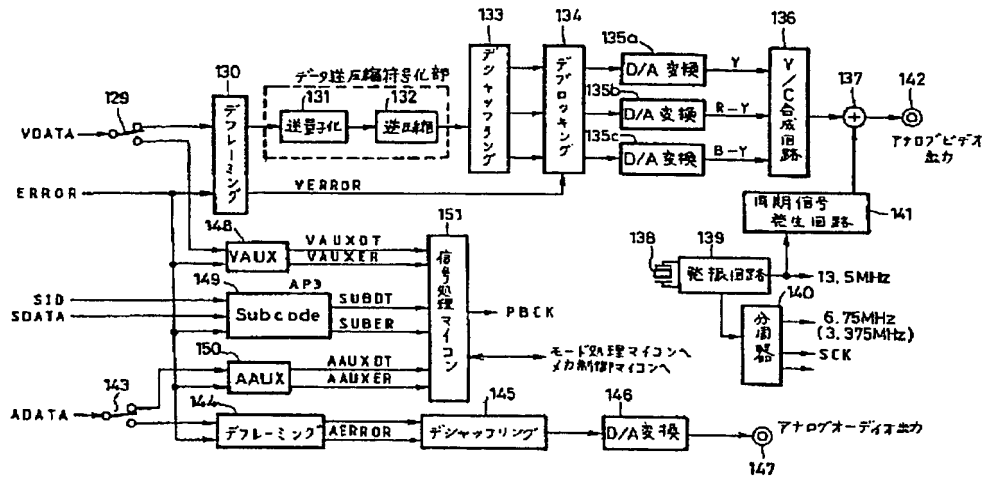 133
134
135a
136
130
データ逆圧縮符号化部
131
132
逆量子化
逆圧縮
デフレーミング
デシャッフリング
デブロッキング
D/A変換
Y
135b
D/A変換
R-Y
135c
D/A変換
B-Y
Y/C合成回路
137
142
アナログビデオ
出力
129
VDATA
ERROR
VERROR
151
同期信号
発生回路
141
148
VAUX
VAUXDT
VAUXER
149
AP3
SID
SDATA
Subcode
SUBDT
SUBER
信号処理マイコン
PBCK
138
139
発振回路
13.5MHz
140
分周器
6.75MHz
(3.375MHz)
SCK
150
AAUX
AAUXDT
AAUXER
モード処理マイコンへ
メカ制御マイコンへ
143
ADATA
144
デフレーミング
AERROR
145
デシャッフリング
146
D/A変換
アナログオーディオ出力
147